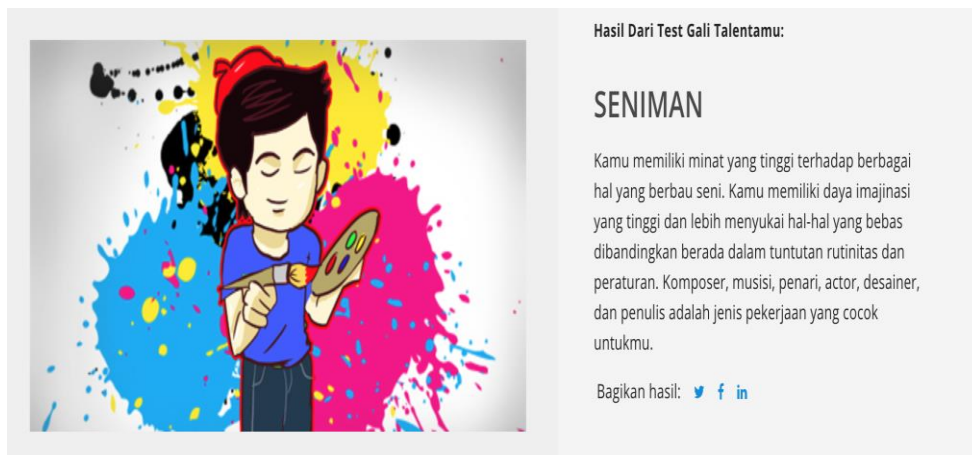 Hasil Dari Test Gali Talentamu:
SENIMAN
Kamu memiliki minat yang tinggi terhadap berbagai
hal yang berbau seni. Kamu memiliki daya imajinasi
yang tinggi dan lebih menyukai hal-hal yang bebas
dibandingkan berada dalam tuntutan rutinitas dan
peraturan. Komposer, musisi, penari, actor, desainer,
dan penulis adalah jenis pekerjaan yang cocok
untukmu.
Bagikan hasil: